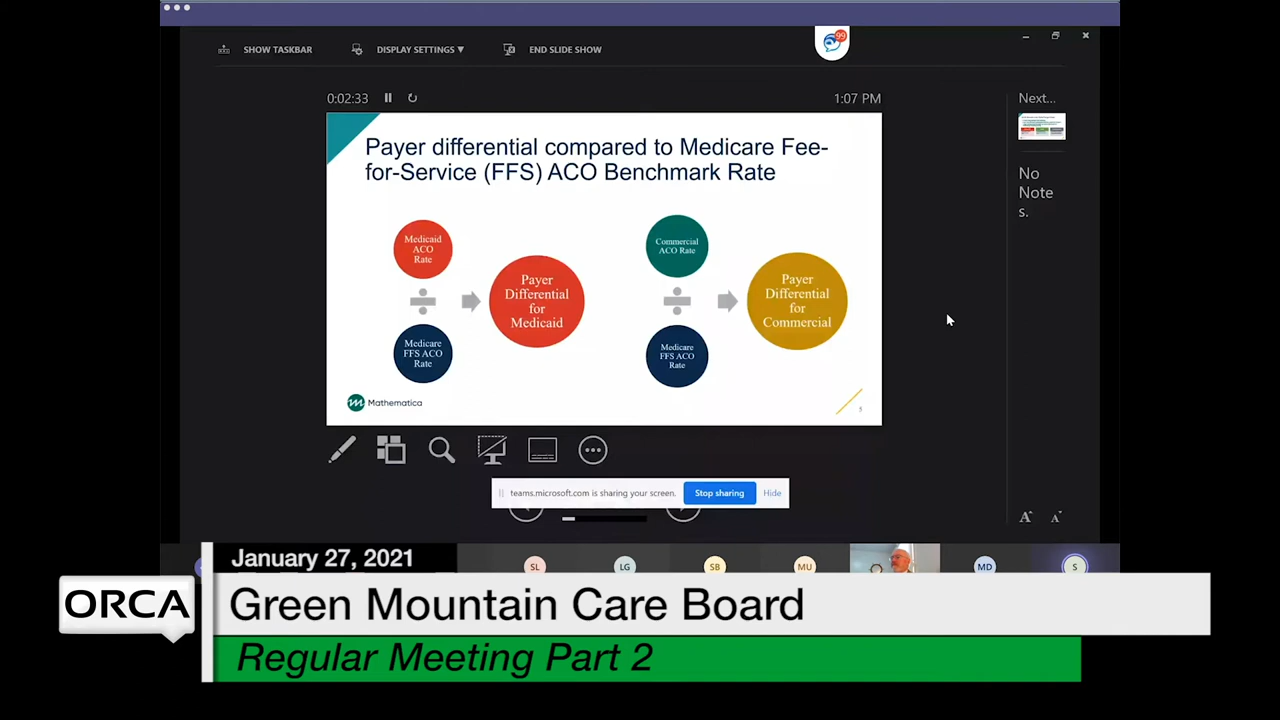 99
SHOW TASKBAR
DISPLAY SETTINGS ▼
END SLIDE SHOW
0:02:33
1:07 PM
Next...
Payer differential compared to Medicare Fee-
for-Service (FFS) ACO Benchmark Rate
Medicaid
ACO
Rate
Medicare
FFS ACO
Rate
Payer
Differential
for
Medicaid
Commercial
ACO Rate
Medicare
FFS ACO
Rate
Payer
Differential
for
Commercial
Mathematica
5
No
Note
s.
teams.microsoft.com is sharing your screen.
Stop sharing
Hide
A
A
SL
LG
SB
MU
MD
S
January 27, 2021
ORCA
Green Mountain Care Board
Regular Meeting Part 2